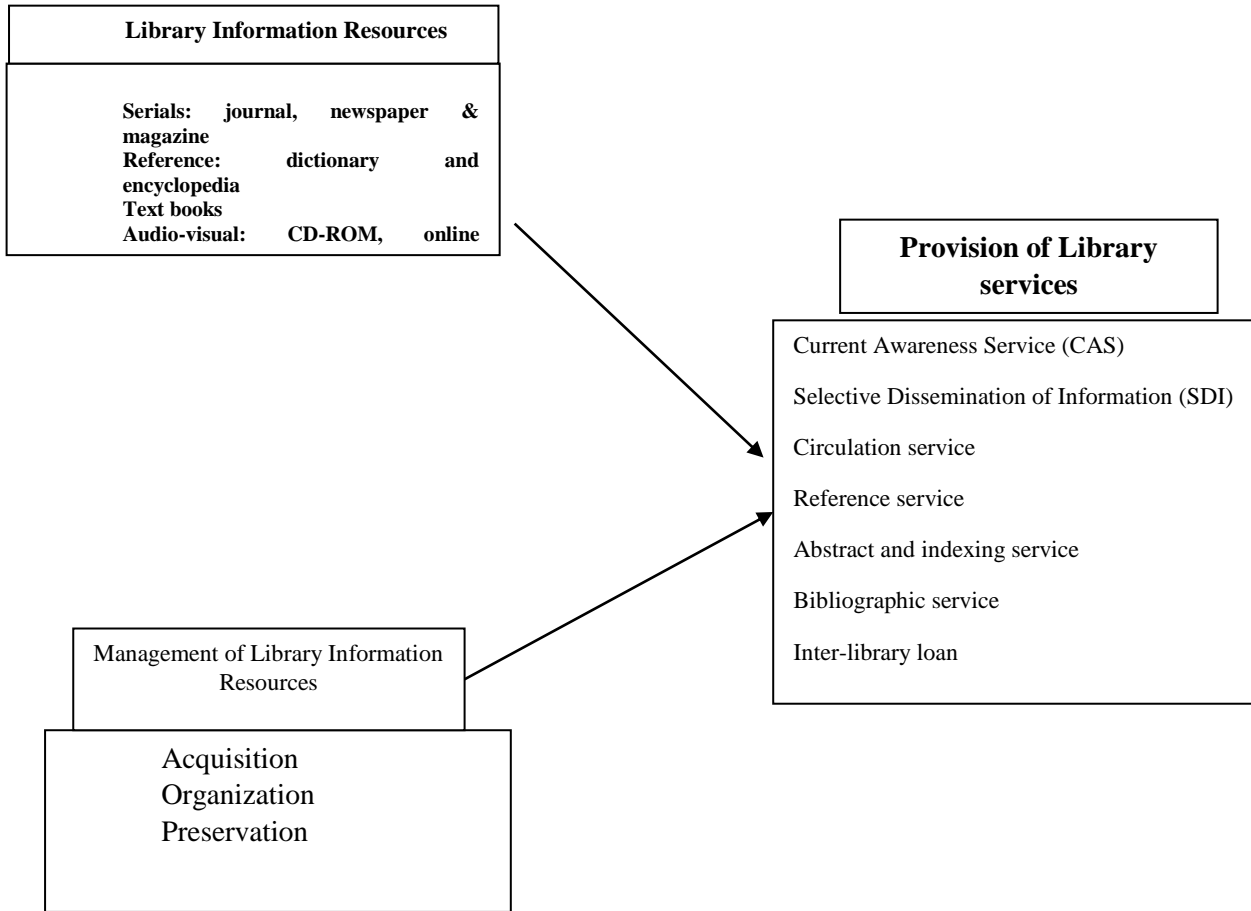 Library Information Resources
Serials: journal, newspaper &
magazine
Reference: dictionary and
encyclopedia
Text books
Audio-visual: CD-ROM, online
Provision of Library
services
Current Awareness Service (CAS)
Selective Dissemination of Information (SDI)
Circulation service
Reference service
Abstract and indexing service
Bibliographic service
Inter-library loan
Management of Library Information
Resources
Acquisition
Organization
Preservation